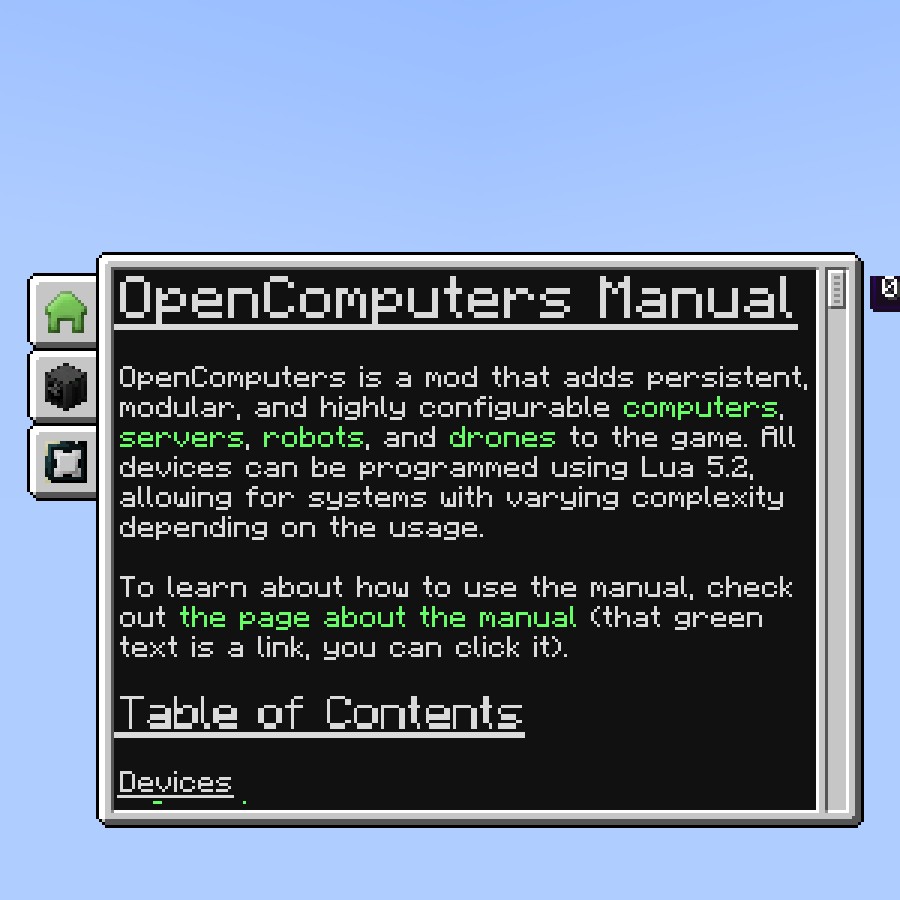 OpenComputers Manual
OpenComputers is a mod that adds persistent,
modular, and highly configurable computers,
servers, robots, and drones to the game. All
devices can be programmed using Lua 5.2,
allowing for systems with varying complexity
depending on the usage.
To learn about how to use the manual, check
out the page about the manual (that green
text is a link, you can click it).
Table of Contents
Devices